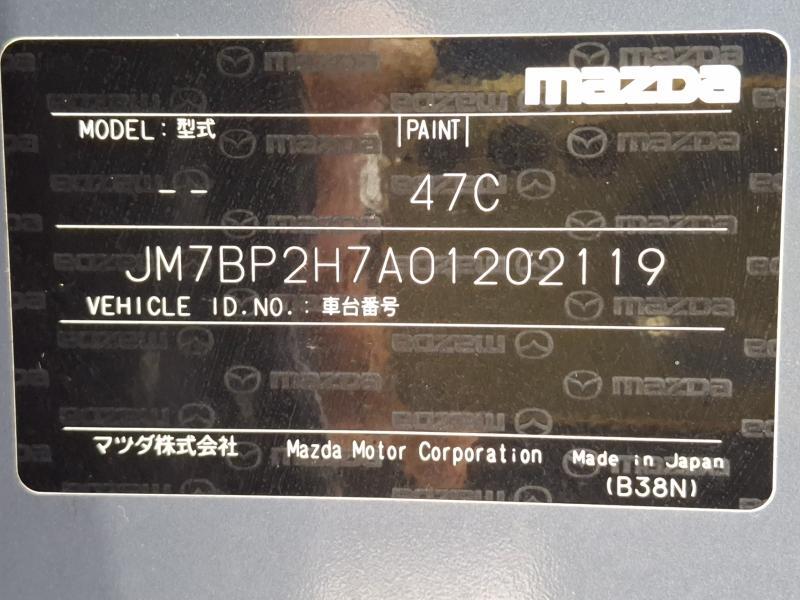 mazda
MODEL: 型式 |PAINT|
-- 47C
JM7BP2H7A01202119
VEHICLE ID.NO.: 車台番号
マツダ株式会社 Mazda Motor Corporation Made in Japan
(B38N)